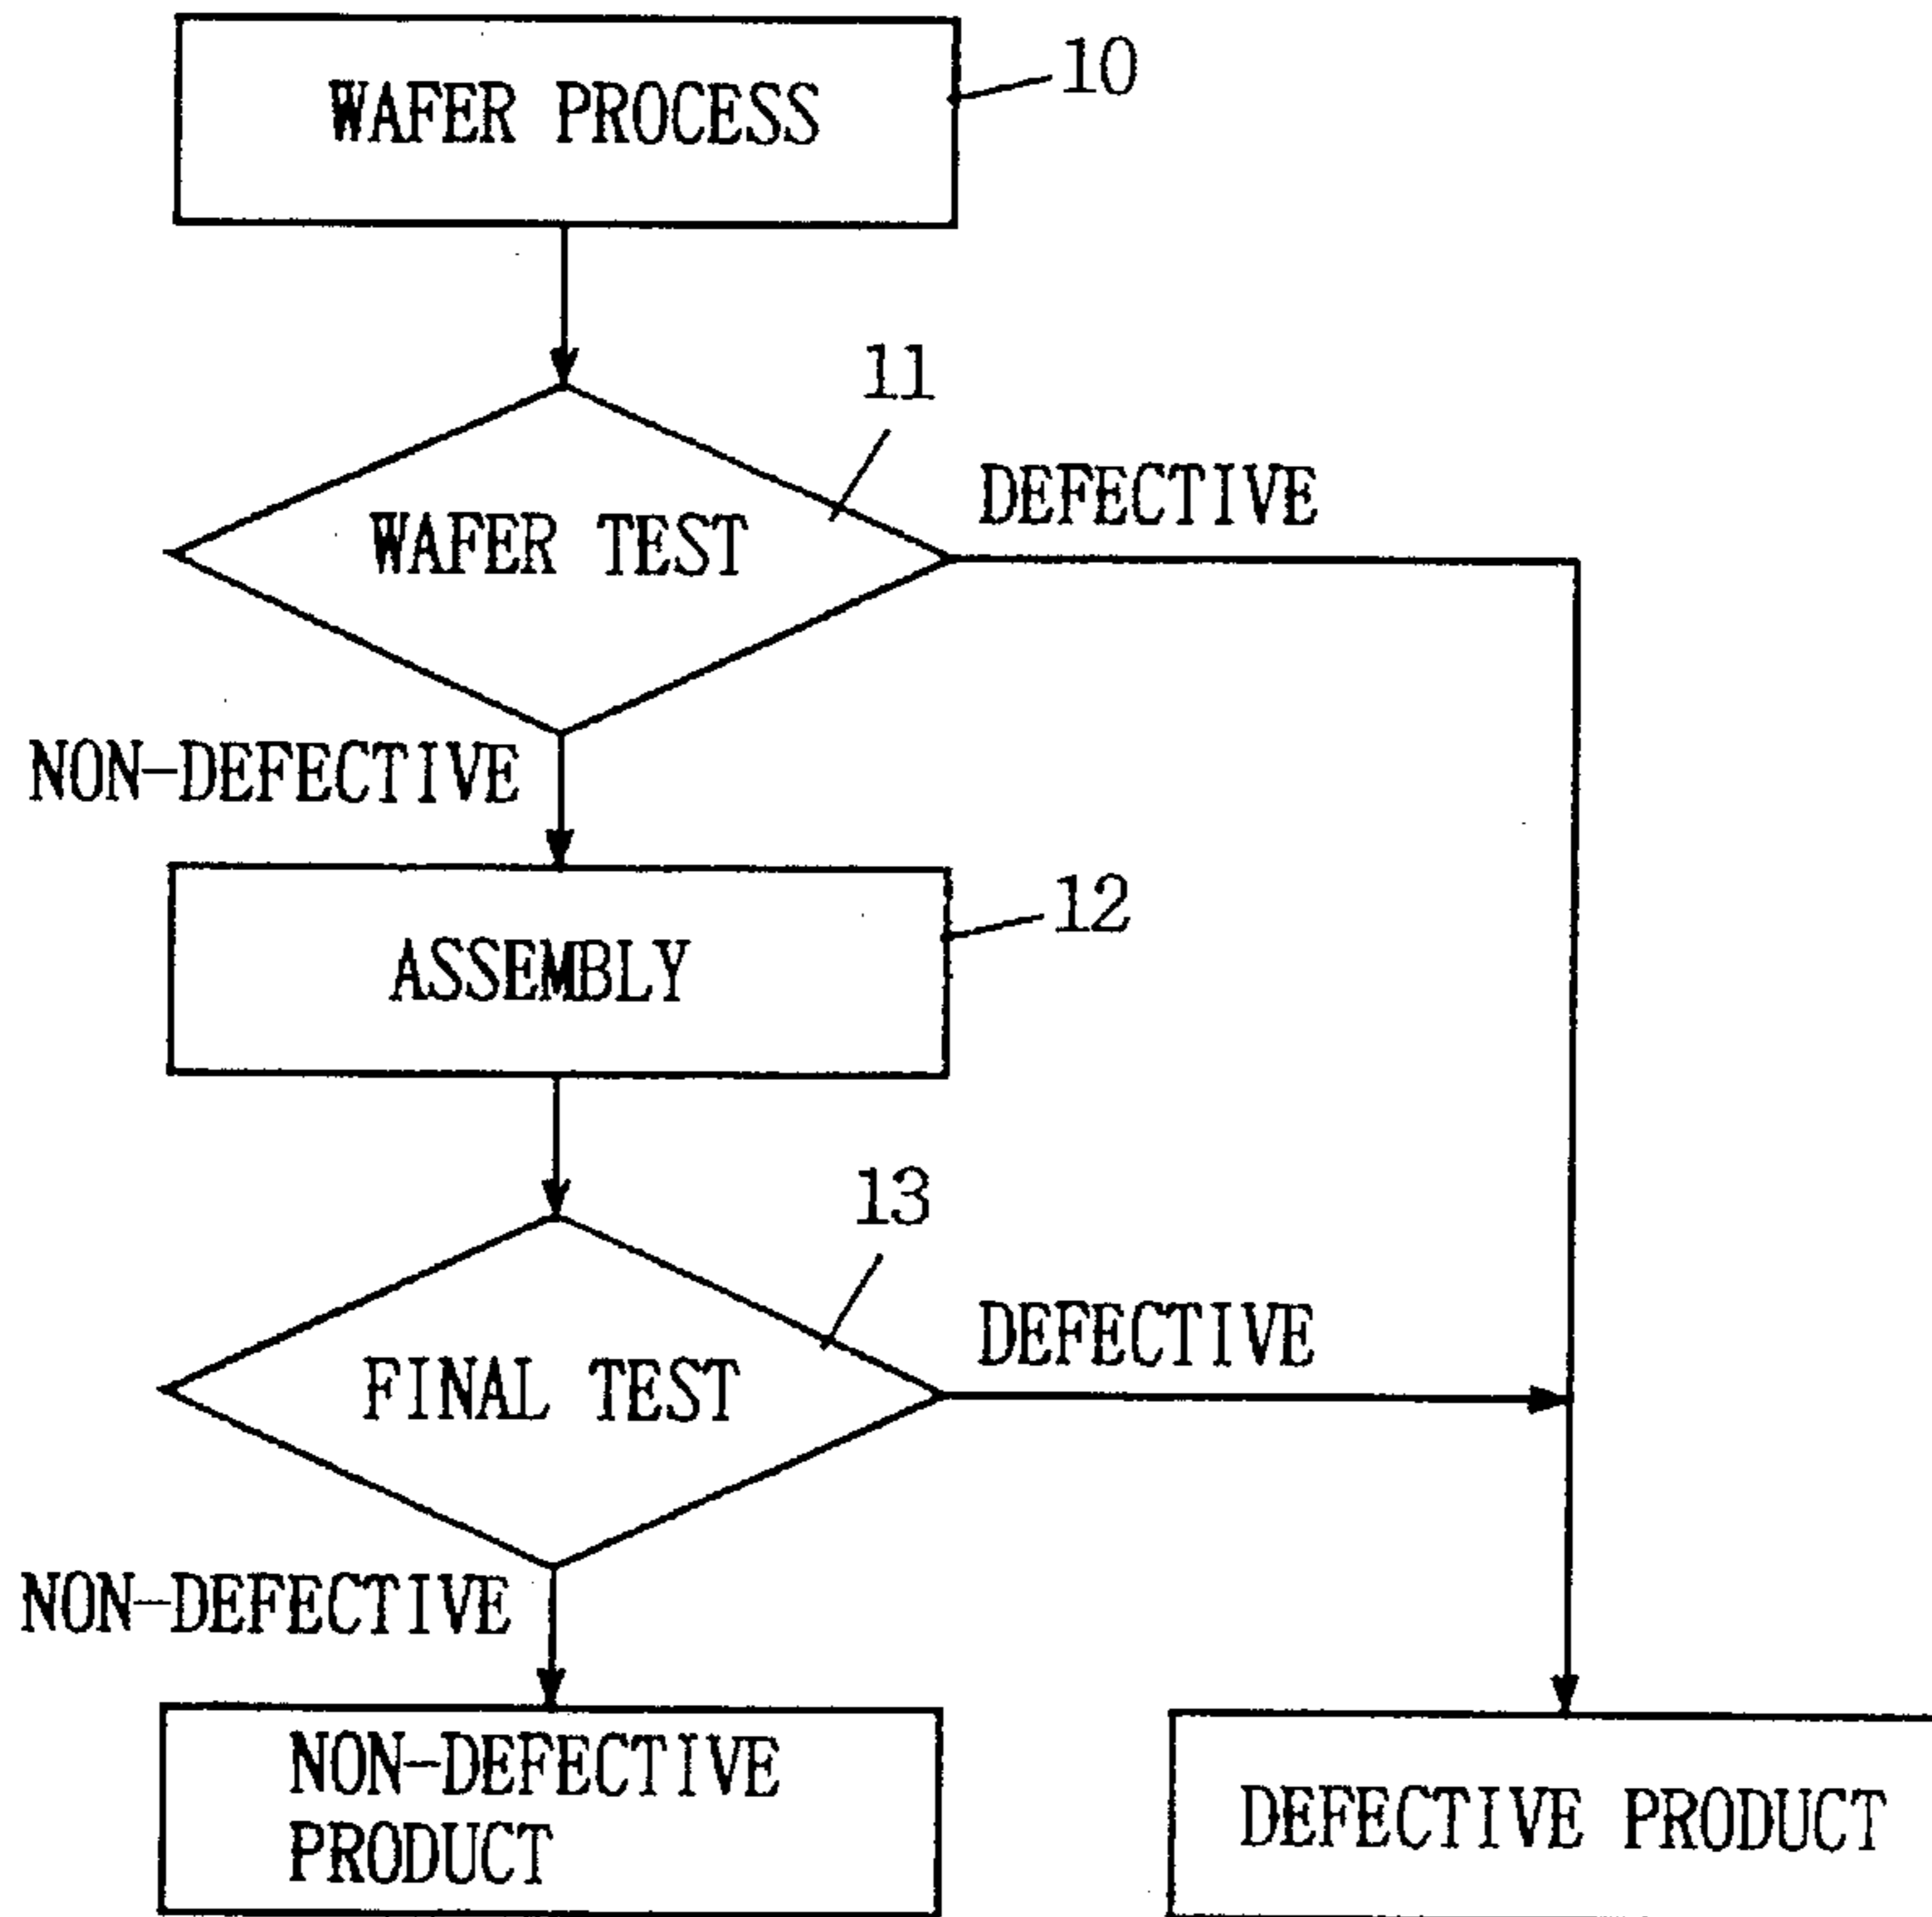 WAFER PROCESS
10
11
WAFER TEST
DEFECTIVE
NON-DEFECTIVE
12
ASSEMBLY
13
FINAL TEST
DEFECTIVE
NON-DEFECTIVE
NON-DEFECTIVE
PRODUCT
DEFECTIVE PRODUCT